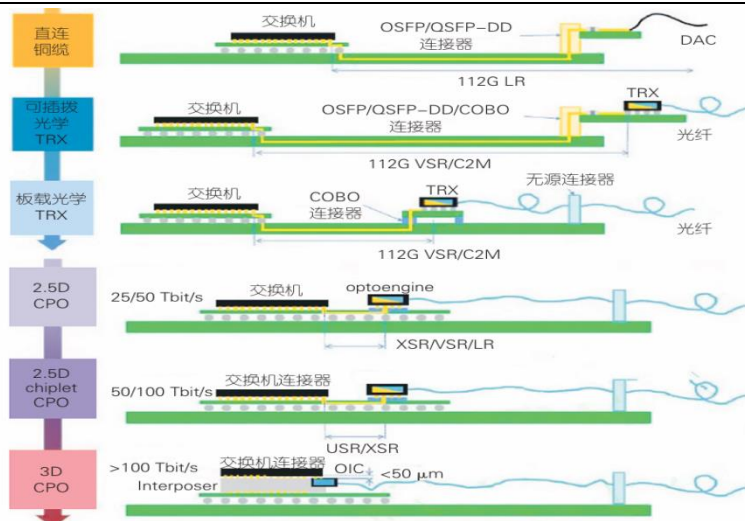 直连
铜缆
交换机
OSFP/QSFP-DD
连接器
DAC
112G LR
可插拨
光学
TRX
交换机
OSFP/QSFP-DD/COBO
连接器
TRX
光纤
112G VSR/C2M
板载光学
TRX
交换机
COBO
连接器
TRX
无源连接器
光纤
112G VSR/C2M
2.5D
CPO
25/50 Tbit/s
交换机
optoengine
XSR/VSR/LR
2.5D
chiplet
CPO
50/100 Tbit/s
交换机连接器
USR/XSR
3D
CPO
>100 Tbit/s
交换机连接器
Interposer
OIC
<50 μm